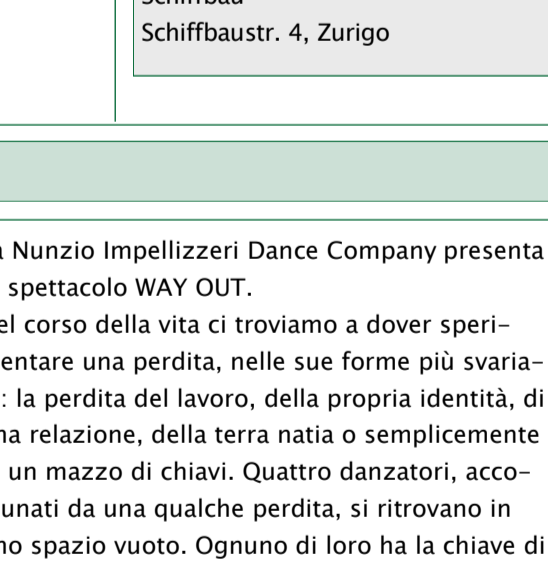 Schiffbau
Schiffbaustr. 4, Zurigo
a Nunzio Impellizzeri Dance Company presenta
spettacolo WAY OUT.
el corso della vita ci troviamo a dover speri-
entare una perdita, nelle sue forme più svaria-
: la perdita del lavoro, della propria identità, di
na relazione, della terra natia o semplicemente
un mazzo di chiavi. Quattro danzatori, acco-
unati da una qualche perdita, si ritrovano in
no spazio vuoto. Ognuno di loro ha la chiave di